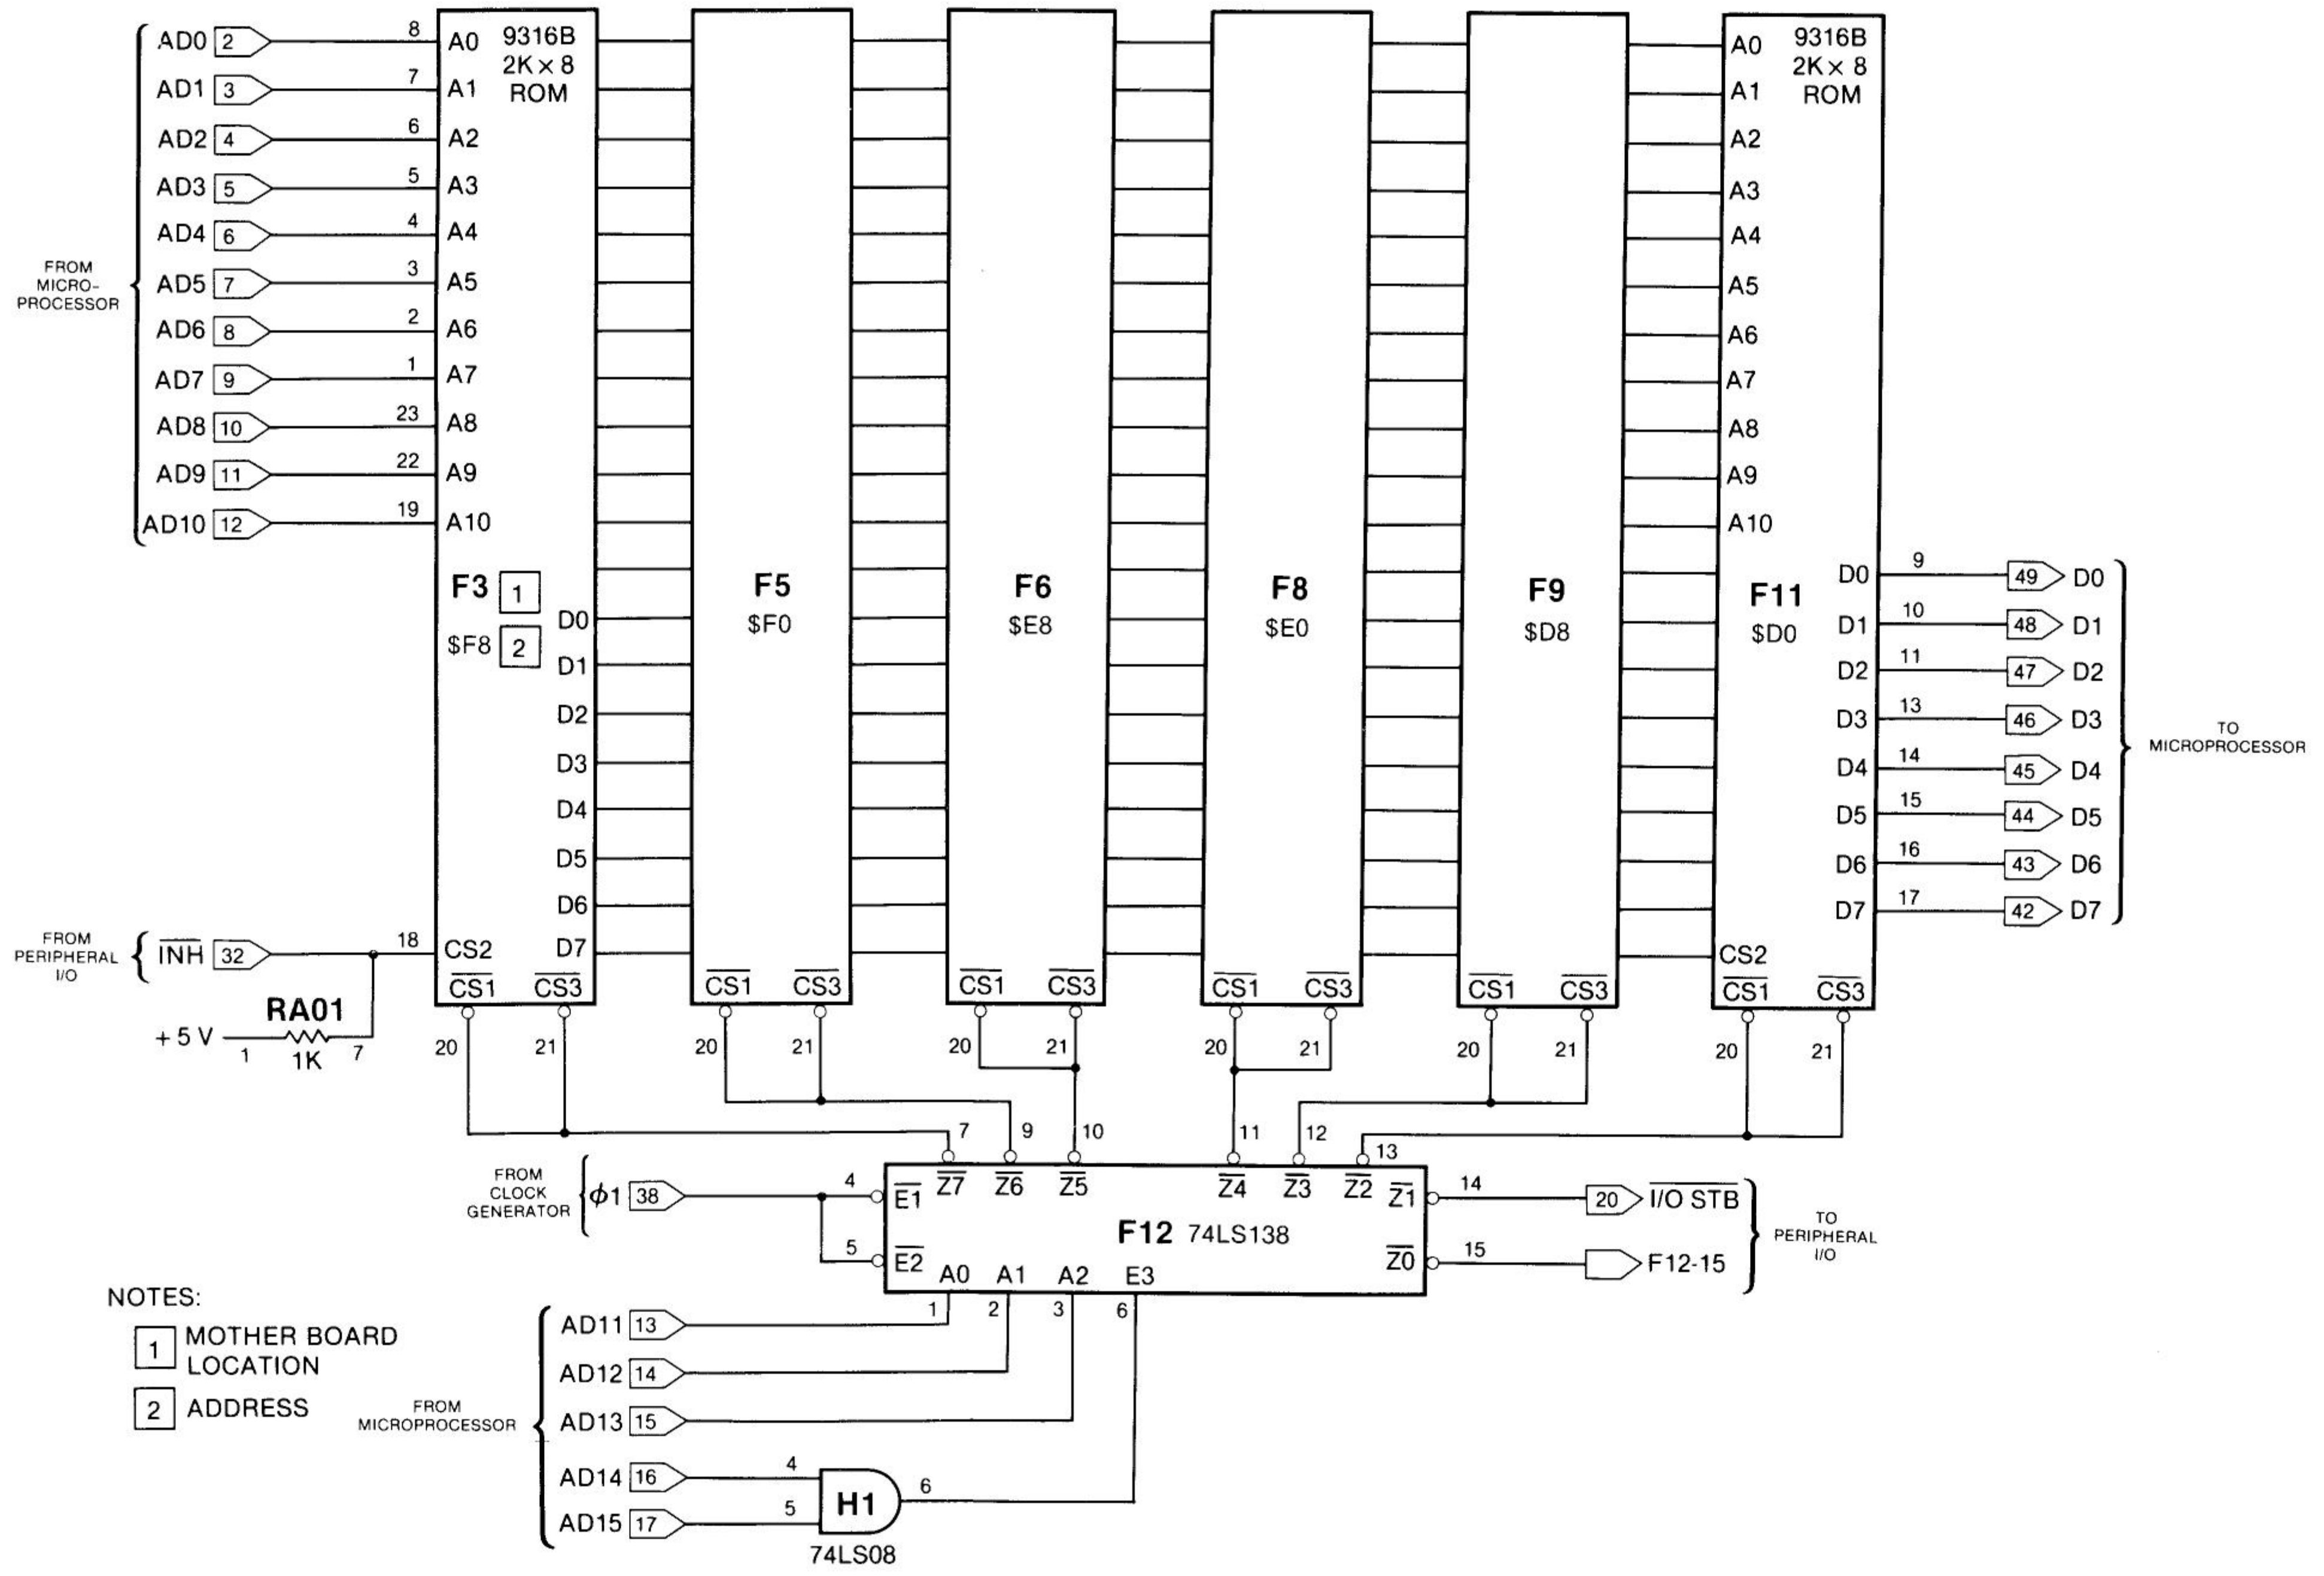 FROM
MICRO-
PROCESSOR
AD0 2 8 A0
AD1 3 7 A1
AD2 4 6 A2
AD3 5 5 A3
AD4 6 4 A4
AD5 7 3 A5
AD6 8 2 A6
AD7 9 1 A7
AD8 10 23 A8
AD9 11 22 A9
AD10 12 19 A10
9316B
2K × 8
ROM
F3 1
$F8 2
D0
D1
D2
D3
D4
D5
D6
D7
FROM
PERIPHERAL
I/O
INH 32 18 CS2
CS1 CS3
RA01
+ 5 V 1 1K 7
20 21
F5
$F0
CS1 CS3
20 21
F6
$E8
CS1 CS3
20 21
F8
$E0
CS1 CS3
20 21
F9
$D8
CS1 CS3
20 21
9316B
2K × 8
ROM
A0
A1
A2
A3
A4
A5
A6
A7
A8
A9
A10
F11
$D0
D0 9 49 D0
D1 10 48 D1
D2 11 47 D2
D3 13 46 D3
D4 14 45 D4
D5 15 44 D5
D6 16 43 D6
D7 17 42 D7
TO
MICROPROCESSOR
CS2
CS1 CS3
20 21
7 9 10 11 12 13
FROM
CLOCK
GENERATOR
ϕ1 38 4 E1
5 E2
Z7 Z6 Z5 Z4 Z3 Z2
Z1 14 20 I/O STB
Z0 15 F12-15
F12 74LS138
A0 A1 A2 E3
1 2 3 6
TO
PERIPHERAL
I/O
NOTES:
1 MOTHER BOARD
LOCATION
2 ADDRESS
FROM
MICROPROCESSOR
AD11 13
AD12 14
AD13 15
AD14 16 4
AD15 17 5
H1 6
74LS08